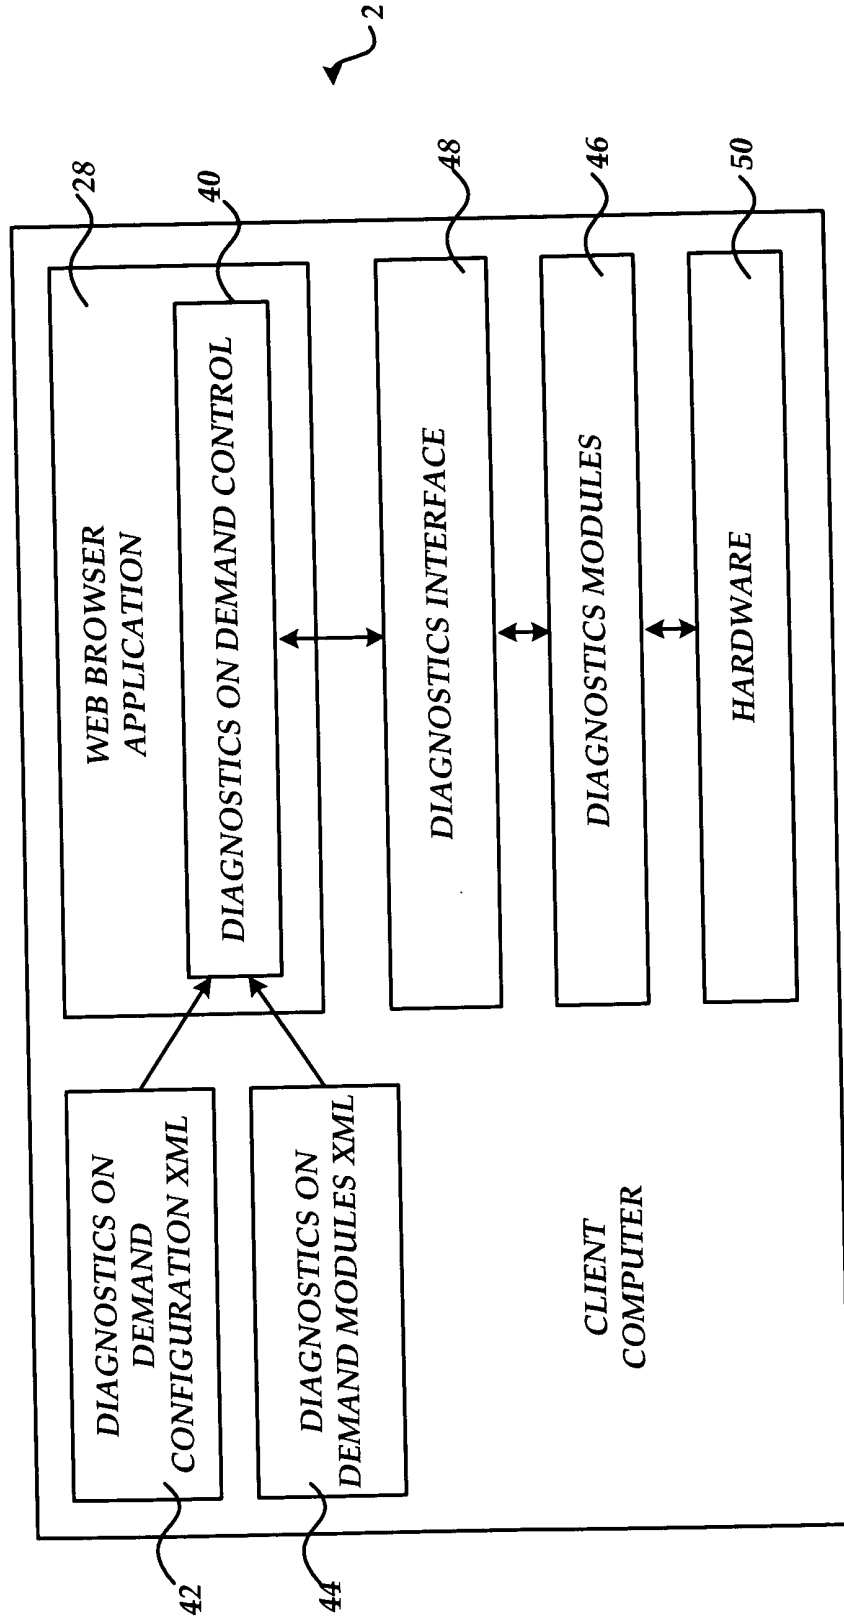 2
28
WEB BROWSER
APPLICATION
40
DIAGNOSTICS ON DEMAND CONTROL
42
DIAGNOSTICS ON
DEMAND
CONFIGURATION XML
44
DIAGNOSTICS ON
DEMAND MODULES XML
48
DIAGNOSTICS INTERFACE
46
DIAGNOSTICS MODULES
50
HARDWARE
CLIENT
COMPUTER